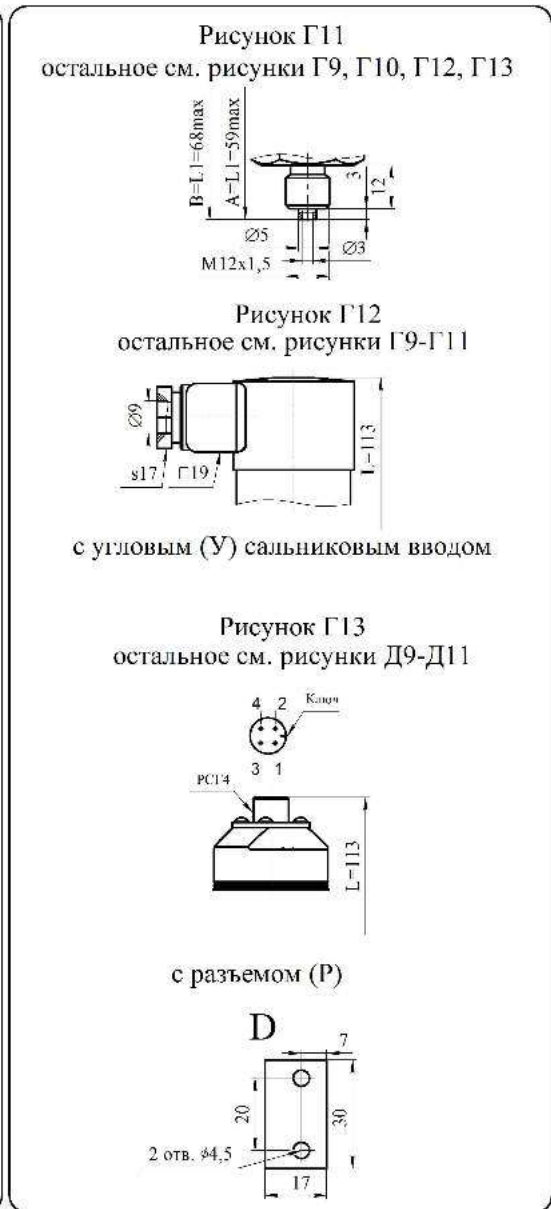 Рисунок Г11
остальное см. рисунки Г9, Г10, Г12, Г13
B=L1=68max
A=L1=59max
3
12
Ø5
Ø3
М12х1,5
Рисунок Г12
остальное см. рисунки Г9-Г11
Ø9
s17
□19
L=113
с угловым (У) сальниковым вводом
Рисунок Г13
остальное см. рисунки Д9-Д11
4 2
Ключ
3 1
РСГ4
L=113
с разъемом (Р)
D
7
20
30
2 отв. ϕ4,5
17